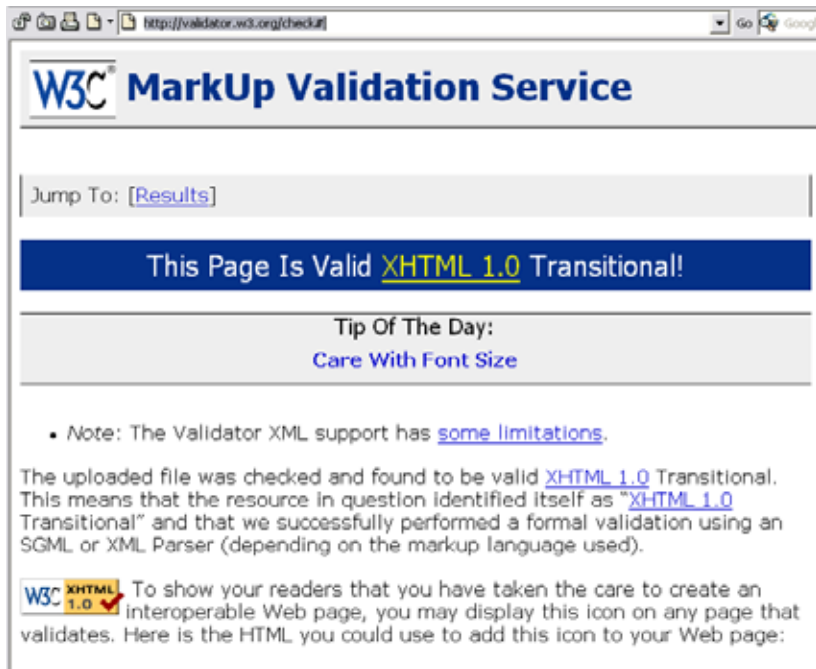 http://validator.w3.org/check#
Go
Google
W3C® MarkUp Validation Service
Jump To: [Results]
This Page Is Valid XHTML 1.0 Transitional!
Tip Of The Day:
Care With Font Size
• Note: The Validator XML support has some limitations.
The uploaded file was checked and found to be valid XHTML 1.0 Transitional.
This means that the resource in question identified itself as “XHTML 1.0
Transitional” and that we successfully performed a formal validation using an
SGML or XML Parser (depending on the markup language used).
W3C XHTML 1.0
To show your readers that you have taken the care to create an
interoperable Web page, you may display this icon on any page that
validates. Here is the HTML you could use to add this icon to your Web page: